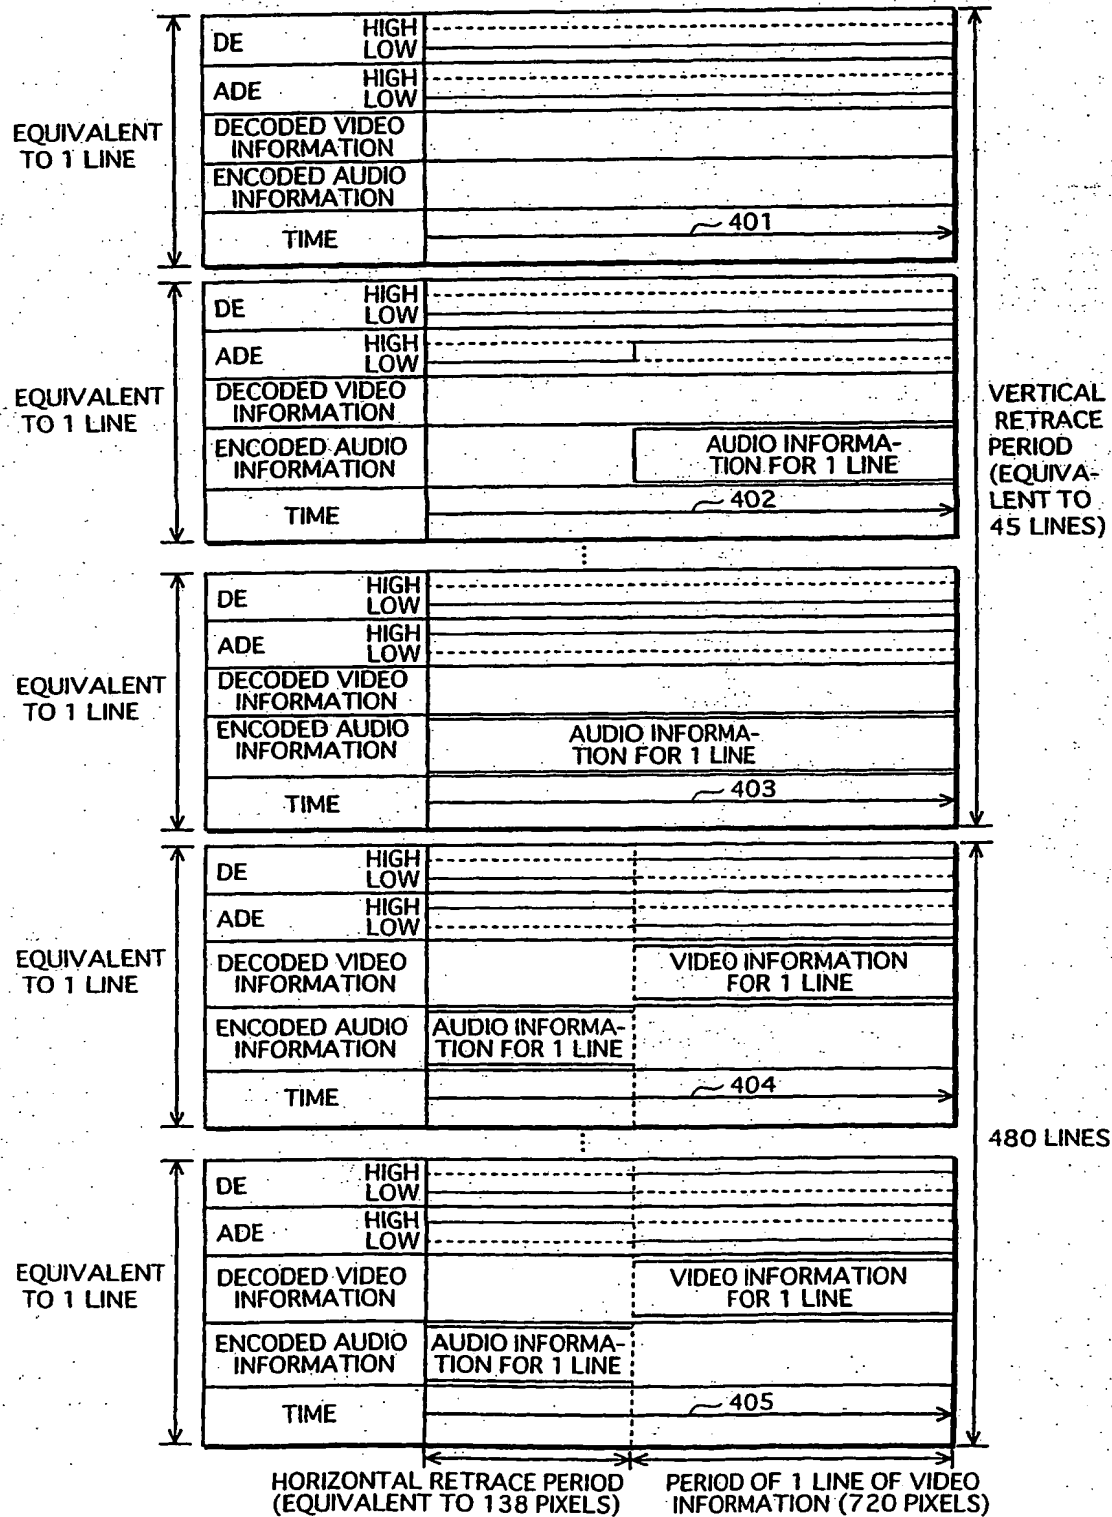 EQUIVALENT
TO 1 LINE
DE HIGH
LOW
ADE HIGH
LOW
DECODED VIDEO
INFORMATION
ENCODED AUDIO
INFORMATION
TIME 401
EQUIVALENT
TO 1 LINE
DE HIGH
LOW
ADE HIGH
LOW
DECODED VIDEO
INFORMATION
ENCODED AUDIO
INFORMATION
AUDIO INFORMA-
TION FOR 1 LINE
TIME 402
VERTICAL
RETRACE
PERIOD
(EQUIVA-
LENT TO
45 LINES)
EQUIVALENT
TO 1 LINE
DE HIGH
LOW
ADE HIGH
LOW
DECODED VIDEO
INFORMATION
ENCODED AUDIO
INFORMATION
AUDIO INFORMA-
TION FOR 1 LINE
TIME 403
EQUIVALENT
TO 1 LINE
DE HIGH
LOW
ADE HIGH
LOW
DECODED VIDEO
INFORMATION
VIDEO INFORMATION
FOR 1 LINE
ENCODED AUDIO
INFORMATION
AUDIO INFORMA-
TION FOR 1 LINE
TIME 404
480 LINES
EQUIVALENT
TO 1 LINE
DE HIGH
LOW
ADE HIGH
LOW
DECODED VIDEO
INFORMATION
VIDEO INFORMATION
FOR 1 LINE
ENCODED AUDIO
INFORMATION
AUDIO INFORMA-
TION FOR 1 LINE
TIME 405
HORIZONTAL RETRACE PERIOD
(EQUIVALENT TO 138 PIXELS)
PERIOD OF 1 LINE OF VIDEO
INFORMATION (720 PIXELS)